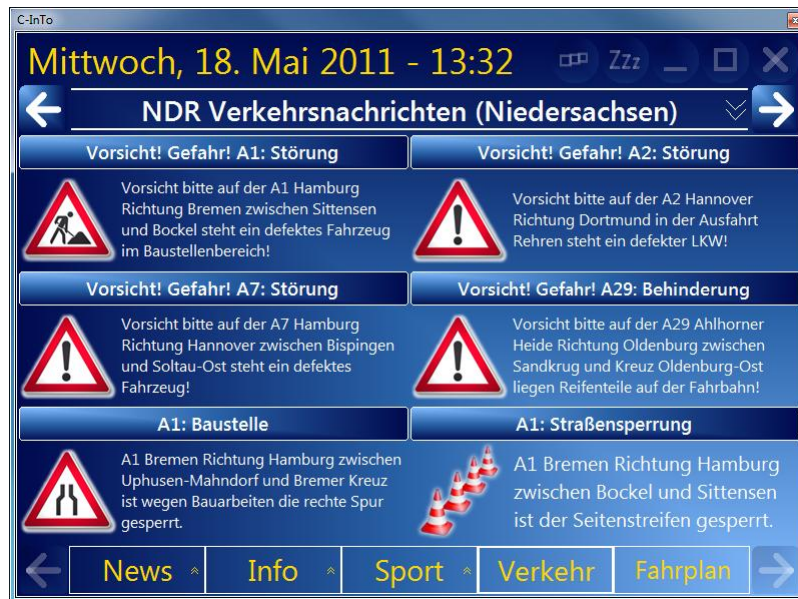 C-InTo
Mittwoch, 18. Mai 2011 - 13:32
Zzz
NDR Verkehrsnachrichten (Niedersachsen)
Vorsicht! Gefahr! A1: Störung
Vorsicht bitte auf der A1 Hamburg
Richtung Bremen zwischen Sittensen
und Bockel steht ein defektes Fahrzeug
im Baustellenbereich!
Vorsicht! Gefahr! A2: Störung
Vorsicht bitte auf der A2 Hannover
Richtung Dortmund in der Ausfahrt
Rehren steht ein defekter LKW!
Vorsicht! Gefahr! A7: Störung
Vorsicht bitte auf der A7 Hamburg
Richtung Hannover zwischen Bispingen
und Soltau-Ost steht ein defektes
Fahrzeug!
Vorsicht! Gefahr! A29: Behinderung
Vorsicht bitte auf der A29 Ahlhorner
Heide Richtung Oldenburg zwischen
Sandkrug und Kreuz Oldenburg-Ost
liegen Reifenteile auf der Fahrbahn!
A1: Baustelle
A1 Bremen Richtung Hamburg zwischen
Uphusen-Mahndorf und Bremer Kreuz
ist wegen Bauarbeiten die rechte Spur
gesperrt.
A1: Straßensperrung
A1 Bremen Richtung Hamburg
zwischen Bockel und Sittensen
ist der Seitenstreifen gesperrt.
News
Info
Sport
Verkehr
Fahrplan